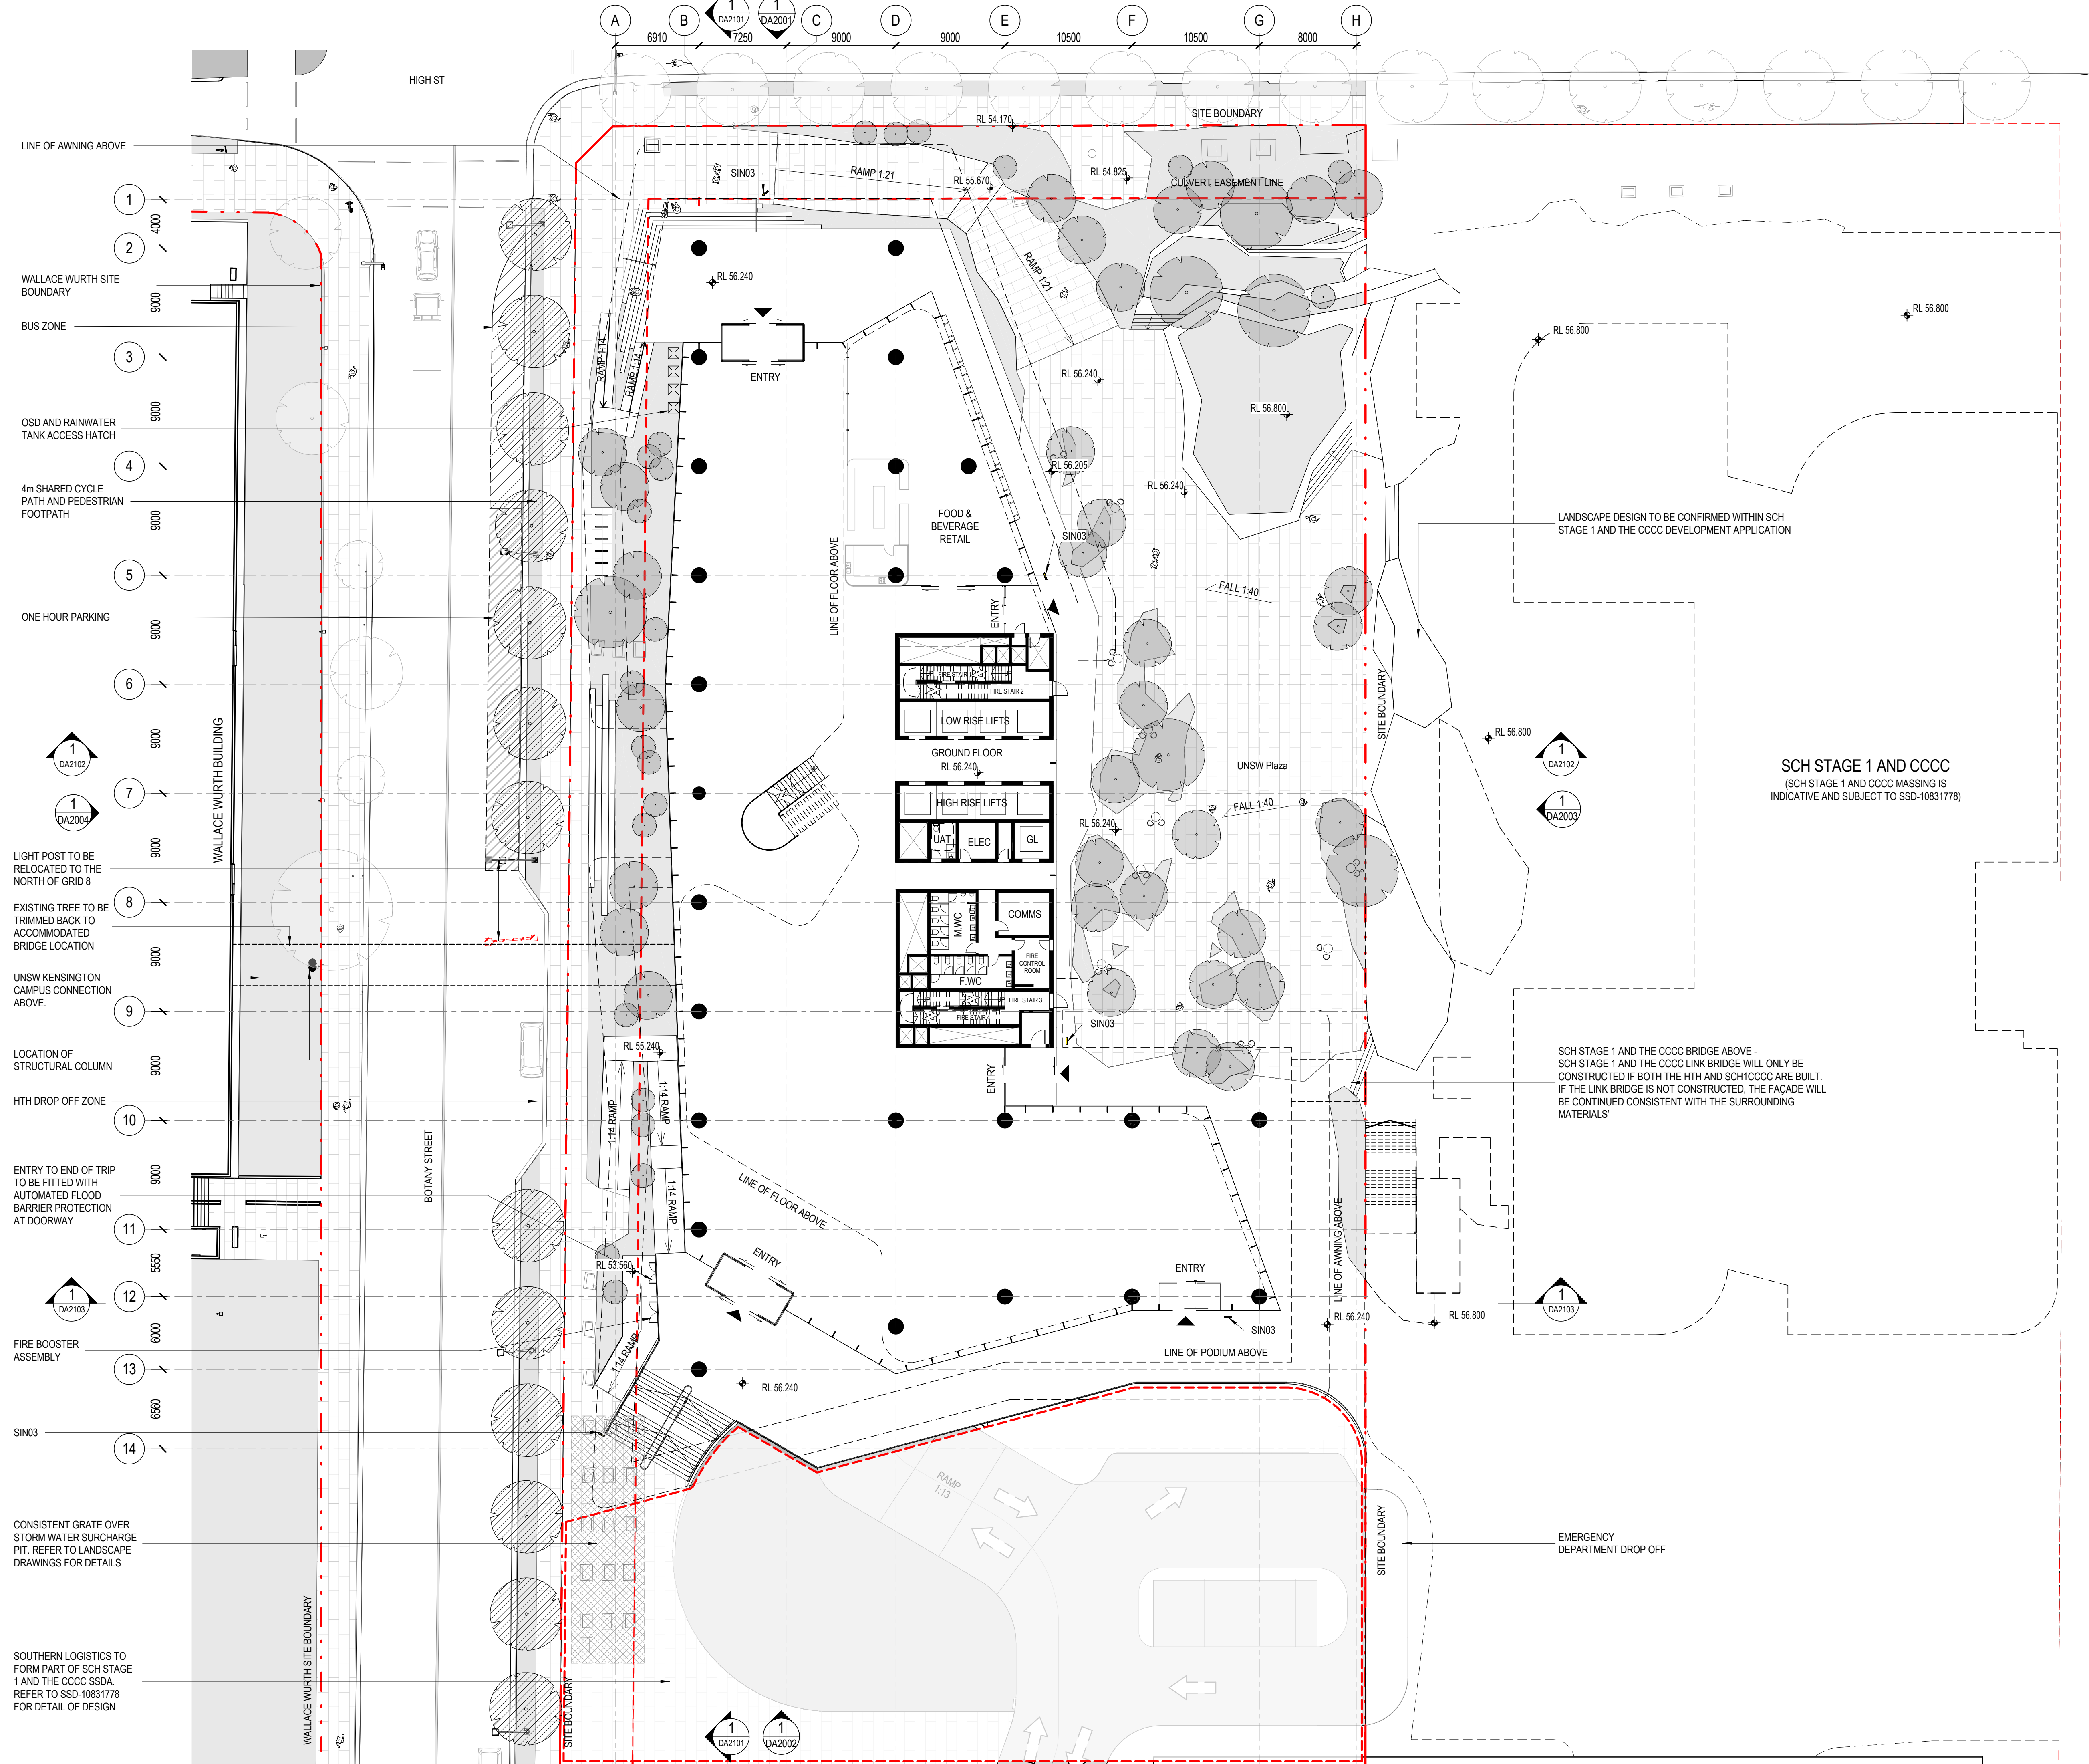 A
B
1
DA2101
1
DA2001
C
D
E
F
G
H
6910
7250
9000
9000
10500
10500
8000
HIGH ST
SITE BOUNDARY
RL 54.170
LINE OF AWNING ABOVE
SIN03
RAMP 1:21
RL 55.670
RL 54.825
CULVERT EASEMENT LINE
1
4000
2
RAMP 1:21
RL 56.240
WALLACE WURTH SITE
BOUNDARY
9000
BUS ZONE
RL 56.800
RL 56.800
3
RAMP 1:14
RAMP 1:14
ENTRY
RL 56.240
9000
RL 56.800
OSD AND RAINWATER
TANK ACCESS HATCH
4
RL 56.205
4m SHARED CYCLE
PATH AND PEDESTRIAN
FOOTPATH
9000
RL 56.240
FOOD &
BEVERAGE
RETAIL
LANDSCAPE DESIGN TO BE CONFIRMED WITHIN SCH
STAGE 1 AND THE CCCC DEVELOPMENT APPLICATION
SIN03
LINE OF FLOOR ABOVE
5
FALL 1:40
ONE HOUR PARKING
9000
ENTRY
6
FIRE STAIR 1
FIRE STAIR 2
SITE BOUNDARY
LOW RISE LIFTS
WALLACE WURTH BUILDING
9000
1
DA2102
GROUND FLOOR
RL 56.240
UNSW Plaza
RL 56.800
1
DA2102
SCH STAGE 1 AND CCCC
(SCH STAGE 1 AND CCCC MASSING IS
INDICATIVE AND SUBJECT TO SSD-10831778)
7
1
DA2004
HIGH RISE LIFTS
FALL 1:40
1
DA2003
RL 56.240
UAT
ELEC
GL
9000
LIGHT POST TO BE
RELOCATED TO THE
NORTH OF GRID 8
8
EXISTING TREE TO BE
TRIMMED BACK TO
ACCOMMODATED
BRIDGE LOCATION
M.WC
COMMS
9000
FIRE
CONTROL
ROOM
UNSW KENSINGTON
CAMPUS CONNECTION
ABOVE.
F.WC
9
FIRE STAIR 3
FIRE STAIR 4
SIN03
RL 55.240
LOCATION OF
STRUCTURAL COLUMN
9000
ENTRY
SCH STAGE 1 AND THE CCCC BRIDGE ABOVE -
SCH STAGE 1 AND THE CCCC LINK BRIDGE WILL ONLY BE
CONSTRUCTED IF BOTH THE HTH AND SCH1CCCC ARE BUILT.
IF THE LINK BRIDGE IS NOT CONSTRUCTED, THE FAÇADE WILL
BE CONTINUED CONSISTENT WITH THE SURROUNDING
MATERIALS'
HTH DROP OFF ZONE
1:14 RAMP
1:14 RAMP
10
BOTANY STREET
ENTRY TO END OF TRIP
TO BE FITTED WITH
AUTOMATED FLOOD
BARRIER PROTECTION
AT DOORWAY
9000
1:14 RAMP
LINE OF FLOOR ABOVE
11
LINE OF AWNING ABOVE
5550
ENTRY
RL 53.560
ENTRY
1
DA2103
12
1
DA2103
RL 56.240
RL 56.800
6000
SIN03
FIRE BOOSTER
ASSEMBLY
1:14 RAMP
LINE OF PODIUM ABOVE
13
RL 56.240
6560
SIN03
14
RAMP
1:13
CONSISTENT GRATE OVER
STORM WATER SURCHARGE
PIT. REFER TO LANDSCAPE
DRAWINGS FOR DETAILS
SITE BOUNDARY
EMERGENCY
DEPARTMENT DROP OFF
WALLACE WURTH SITE BOUNDARY
SOUTHERN LOGISTICS TO
FORM PART OF SCH STAGE
1 AND THE CCCC SSDA.
REFER TO SSD-10831778
FOR DETAIL OF DESIGN
SITE BOUNDARY
1
DA2101
1
DA2002